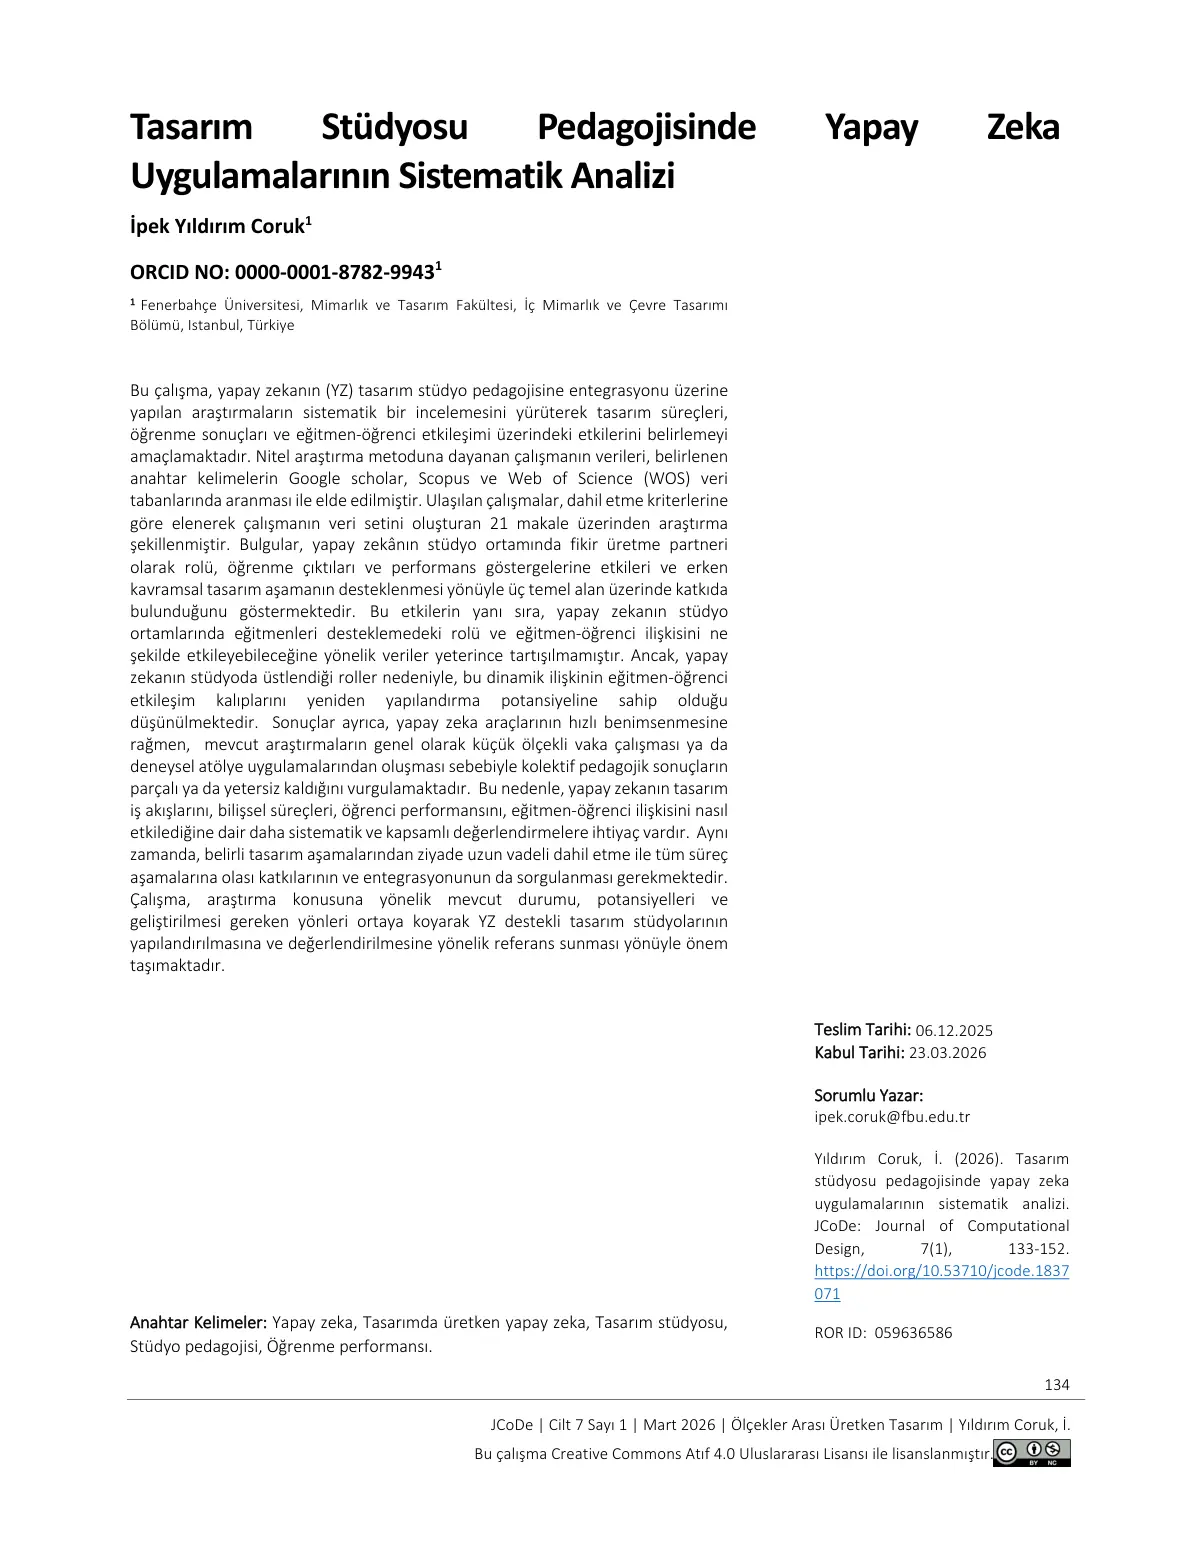 Tasarım Stüdyosu Pedagojisinde Yapay Zeka
Uygulamalarının Sistematik Analizi
İpek Yıldırım Coruk¹
ORCID NO: 0000-0001-8782-9943¹
¹ Fenerbahçe Üniversitesi, Mimarlık ve Tasarım Fakültesi, İç Mimarlık ve Çevre Tasarımı
Bölümü, Istanbul, Türkiye
Bu çalışma, yapay zekanın (YZ) tasarım stüdyo pedagojisine entegrasyonu üzerine
yapılan araştırmaların sistematik bir incelemesini yürüterek tasarım süreçleri,
öğrenme sonuçları ve eğitmen-öğrenci etkileşimi üzerindeki etkilerini belirlemeyi
amaçlamaktadır. Nitel araştırma metoduna dayanan çalışmanın verileri, belirlenen
anahtar kelimelerin Google scholar, Scopus ve Web of Science (WOS) veri
tabanlarında aranması ile elde edilmiştir. Ulaşılan çalışmalar, dahil etme kriterlerine
göre elenerek çalışmanın veri setini oluşturan 21 makale üzerinden araştırma
şekillenmiştir. Bulgular, yapay zekânın stüdyo ortamında fikir üretme partneri
olarak rolü, öğrenme çıktıları ve performans göstergelerine etkileri ve erken
kavramsal tasarım aşamanın desteklenmesi yönüyle üç temel alan üzerinde katkıda
bulunduğunu göstermektedir. Bu etkilerin yanı sıra, yapay zekanın stüdyo
ortamlarında eğitmenleri desteklemedeki rolü ve eğitmen-öğrenci ilişkisini ne
şekilde etkileyebileceğine yönelik veriler yeterince tartışılmamıştır. Ancak, yapay
zekanın stüdyoda üstlendiği roller nedeniyle, bu dinamik ilişkinin eğitmen-öğrenci
etkileşim kalıplarını yeniden yapılandırma potansiyeline sahip olduğu
düşünülmektedir. Sonuçlar ayrıca, yapay zeka araçlarının hızlı benimsenmesine
rağmen, mevcut araştırmaların genel olarak küçük ölçekli vaka çalışması ya da
deneysel atölye uygulamalarından oluşması sebebiyle kolektif pedagojik sonuçların
parçalı ya da yetersiz kaldığını vurgulamaktadır. Bu nedenle, yapay zekanın tasarım
iş akışlarını, bilişsel süreçleri, öğrenci performansını, eğitmen-öğrenci ilişkisini nasıl
etkilediğine dair daha sistematik ve kapsamlı değerlendirmelere ihtiyaç vardır. Aynı
zamanda, belirli tasarım aşamalarından ziyade uzun vadeli dahil etme ile tüm süreç
aşamalarına olası katkılarının ve entegrasyonunun da sorgulanması gerekmektedir.
Çalışma, araştırma konusuna yönelik mevcut durumu, potansiyelleri ve
geliştirilmesi gereken yönleri ortaya koyarak YZ destekli tasarım stüdyolarının
yapılandırılmasına ve değerlendirilmesine yönelik referans sunması yönüyle önem
taşımaktadır.
Teslim Tarihi: 06.12.2025
Kabul Tarihi: 23.03.2026
Sorumlu Yazar:
ipek.coruk@fbu.edu.tr
Yıldırım Coruk, İ. (2026). Tasarım
stüdyosu pedagojisinde yapay zeka
uygulamalarının sistematik analizi.
JCoDe: Journal of Computational
Design, 7(1), 133-152.
https://doi.org/10.53710/jcode.1837
071
Anahtar Kelimeler: Yapay zeka, Tasarımda üretken yapay zeka, Tasarım stüdyosu,
Stüdyo pedagojisi, Öğrenme performansı.
ROR ID: 059636586
134
JCoDe | Cilt 7 Sayı 1 | Mart 2026 | Ölçekler Arası Üretken Tasarım | Yıldırım Coruk, İ.
Bu çalışma Creative Commons Atıf 4.0 Uluslararası Lisansı ile lisanslanmıştır.
cc BY NC